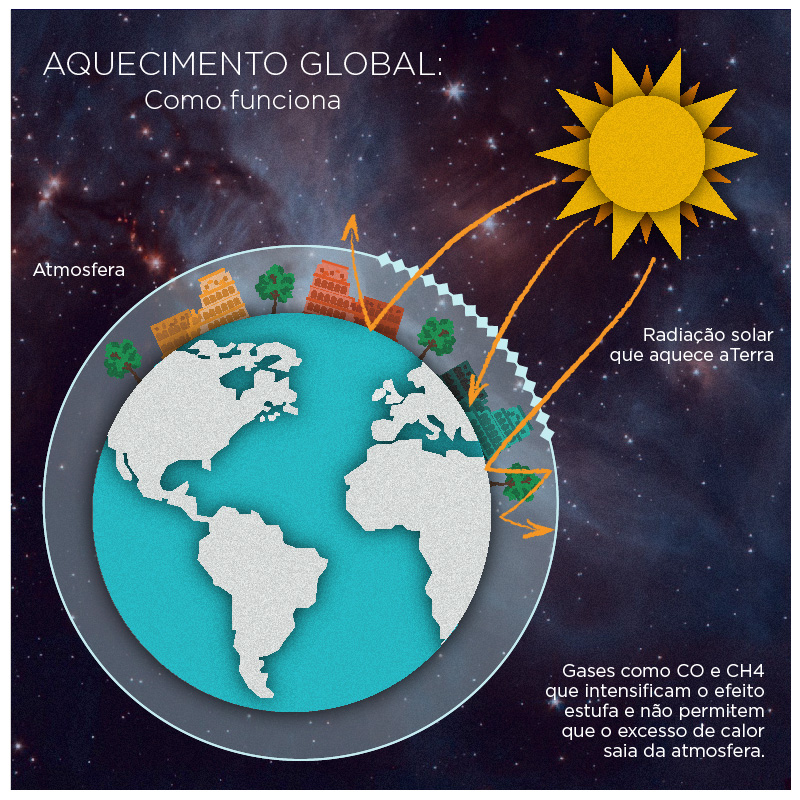 AQUECIMENTO GLOBAL:
Como funciona
Atmosfera
Radiação solar
que aquece aTerra
Gases como CO e CH4
que intensificam o efeito
estufa e não permitem
que o excesso de calor
saia da atmosfera.